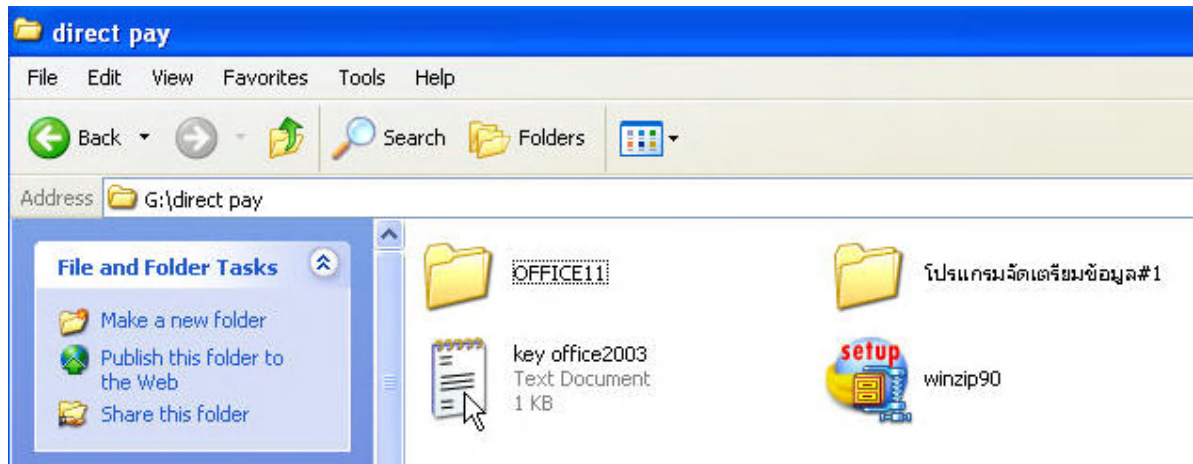 direct pay
File Edit View Favorites Tools Help
Back Search Folders
Address G:\direct pay
File and Folder Tasks
Make a new folder
Publish this folder to
the Web
Share this folder
OFFICE11
โปรแกรมจัดเตรียมข้อมูล#1
key office2003
Text Document
1 KB
setup
winzip90